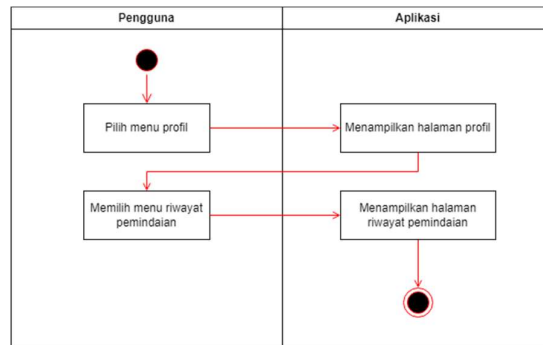 Pengguna
Aplikasi
Pilih menu profil
Menampilkan halaman profil
Memilih menu riwayat
pemindaian
Menampilkan halaman
riwayat pemindaian